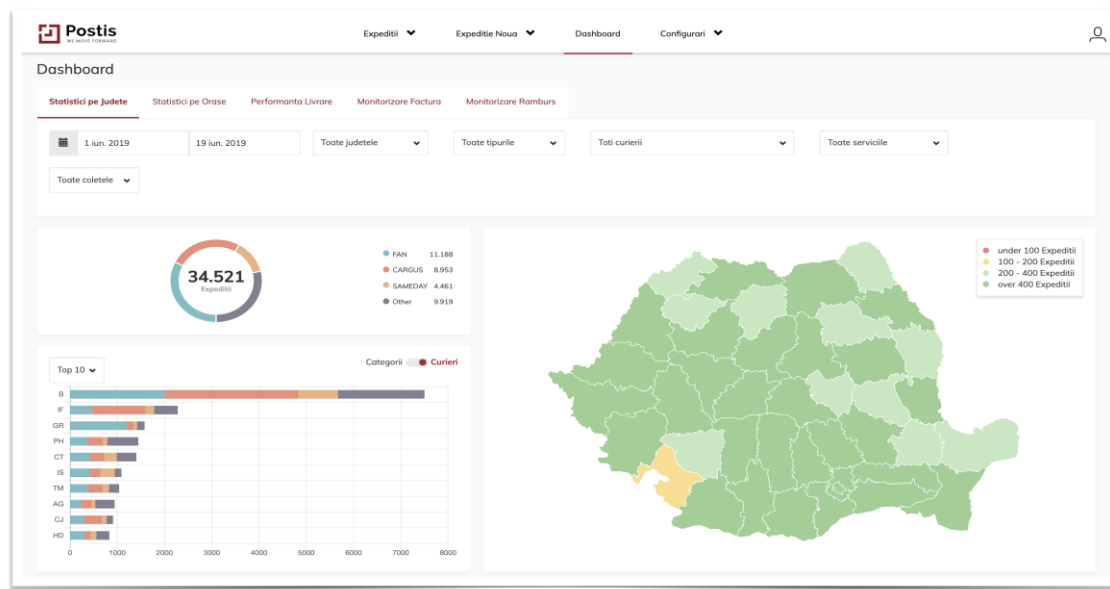 Postis
WE MOVE FORWARD
Expeditii
Expeditie Noua
Dashboard
Configurari
Dashboard
Statistici pe Judete
Statistici pe Orase
Performanta Livrare
Monitorizare Factura
Monitorizare Ramburs
1 iun. 2019
19 iun. 2019
Toate judetele
Toate tipurile
Toti curierii
Toate serviciile
Toate coletele
34.521
Expeditii
FAN 11.188
CARGUS 8.953
SAMEDAY 4.461
Other 9.919
under 100 Expeditii
100 - 200 Expeditii
200 - 400 Expeditii
over 400 Expeditii
Top 10
Categorii
Curieri
B
IF
GR
PH
CT
IS
TM
AG
CJ
HD
0 1000 2000 3000 4000 5000 6000 7000 8000